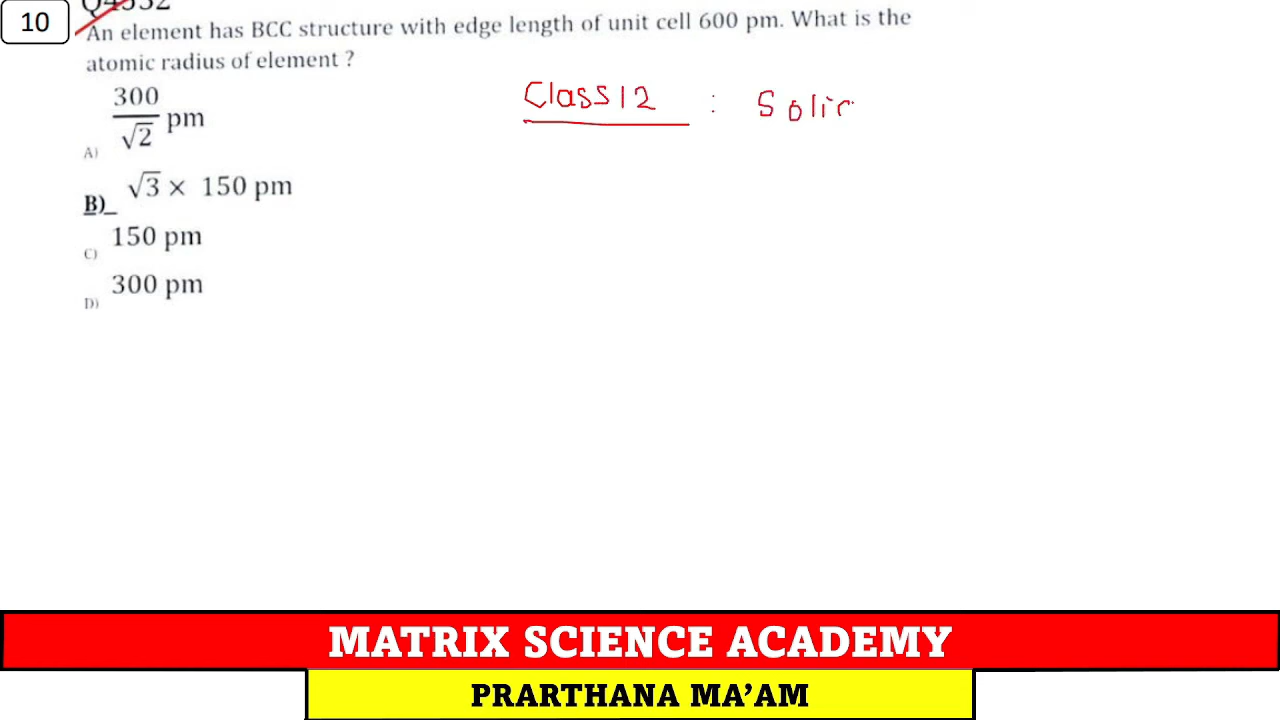 10
Q4532
An element has BCC structure with edge length of unit cell 600 pm. What is the
atomic radius of element ?
Class 12 : Solid
A) 300/√2 pm
B) √3 × 150 pm
C) 150 pm
D) 300 pm
MATRIX SCIENCE ACADEMY
PRARTHANA MA’AM